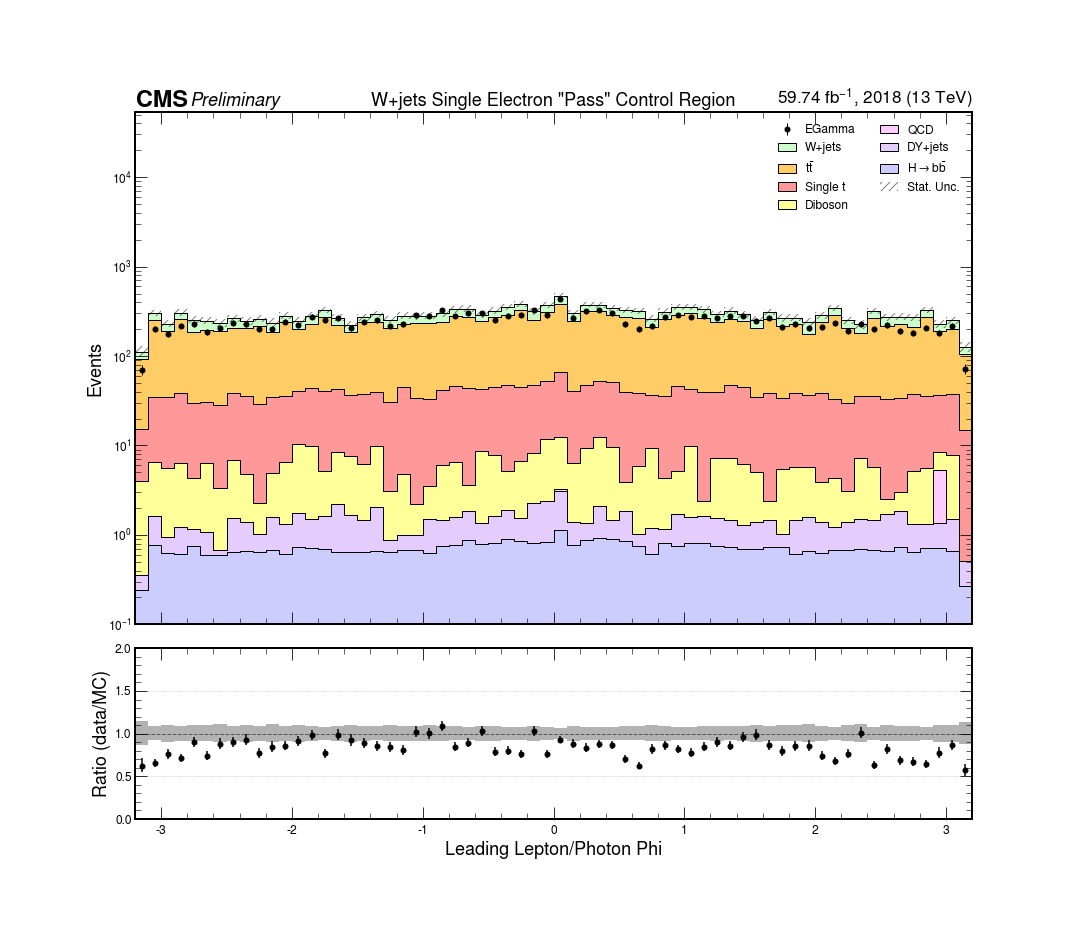 CMS Preliminary W+jets Single Electron "Pass" Control Region 59.74 fb⁻¹, 2018 (13 TeV)
EGamma
W+jets
tt̄
Single t
Diboson
QCD
DY+jets
H→bb̄
Stat. Unc.
Events
10⁴
10³
10²
10¹
10⁰
10⁻¹
Ratio (data/MC)
2.0
1.5
1.0
0.5
0.0
-3 -2 -1 0 1 2 3
Leading Lepton/Photon Phi